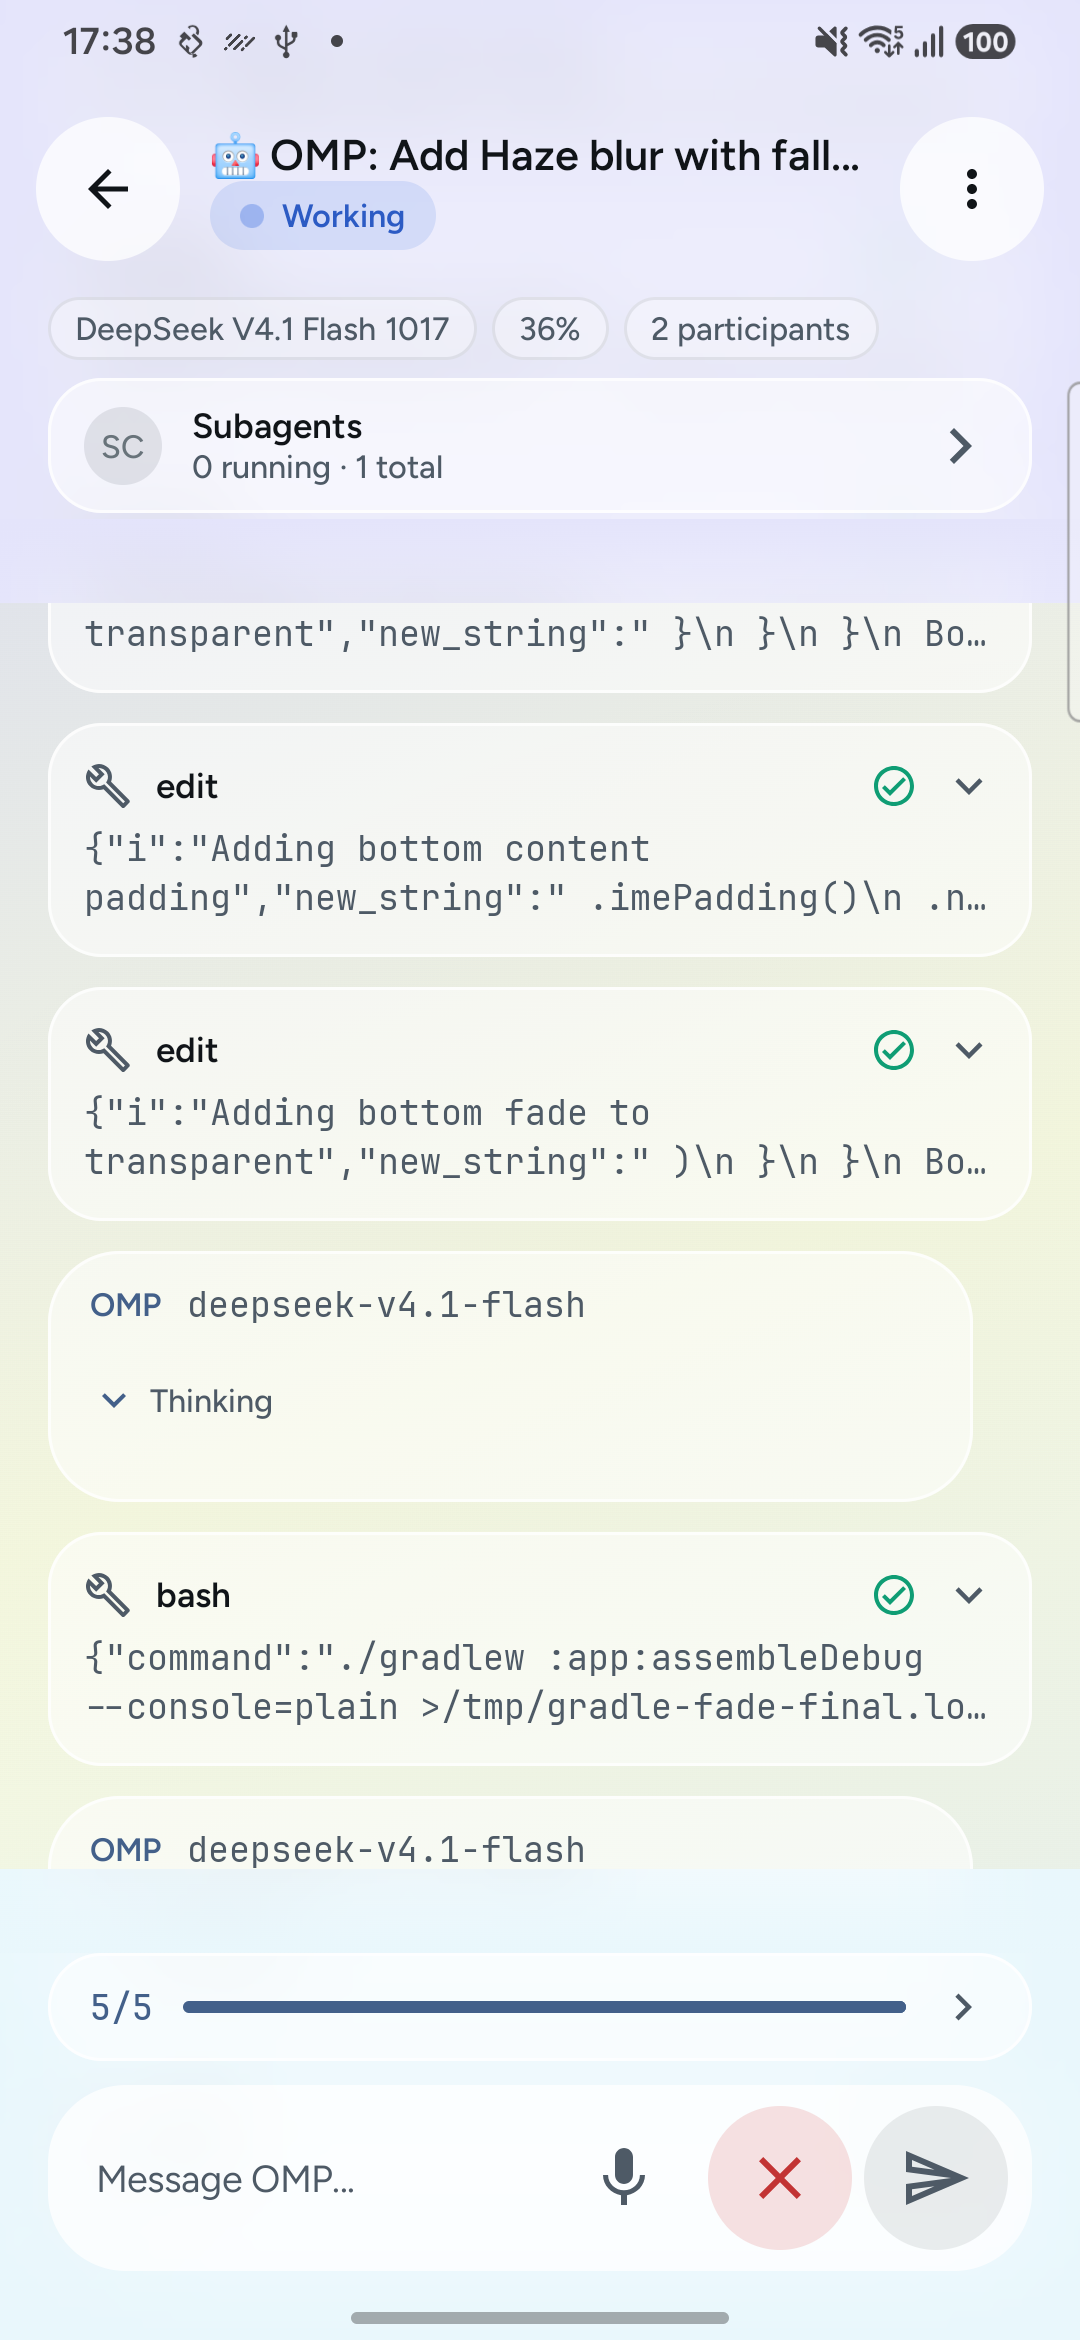 17:38
5
100
🤖 OMP: Add Haze blur with fall…
Working
DeepSeek V4.1 Flash 1017
36%
2 participants
SC
Subagents
0 running · 1 total
transparent","new_string":" }\n }\n }\n Bo…
edit
{"i":"Adding bottom content
padding","new_string":" .imePadding()\n .n…
edit
{"i":"Adding bottom fade to
transparent","new_string":" )\n }\n }\n Bo…
OMP deepseek-v4.1-flash
Thinking
bash
{"command":"./gradlew :app:assembleDebug
--console=plain >/tmp/gradle-fade-final.lo…
OMP deepseek-v4.1-flash
5/5
Message OMP…